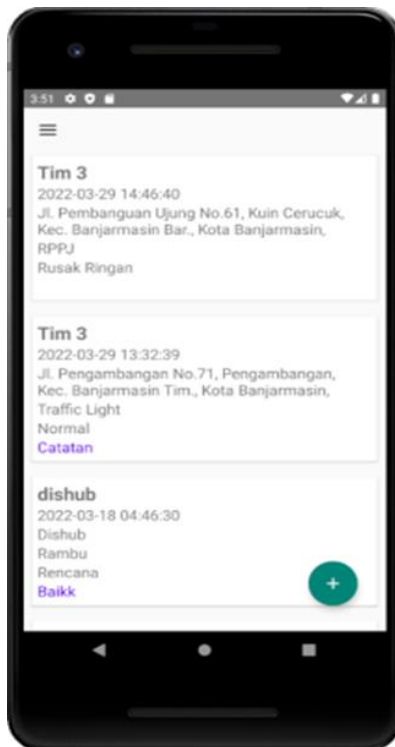 3:51
Tim 3
2022-03-29 14:46:40
Jl. Pembanguan Ujung No.61, Kuin Cerucuk,
Kec. Banjarmasin Bar., Kota Banjarmasin,
RPPJ
Rusak Ringan
Tim 3
2022-03-29 13:32:39
Jl. Pengambangan No.71, Pengambangan,
Kec. Banjarmasin Tim., Kota Banjarmasin,
Traffic Light
Normal
Catatan
dishub
2022-03-18 04:46:30
Dishub
Rambu
Rencana
Baikk
+